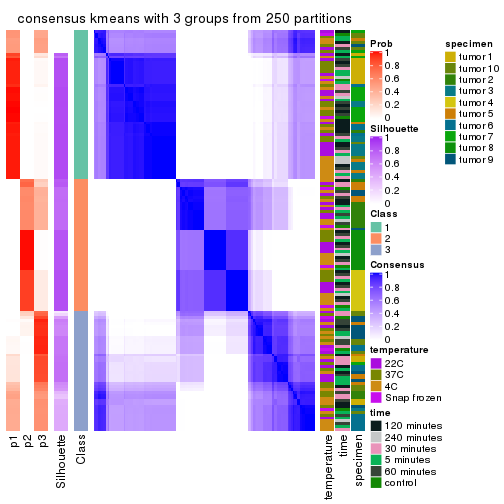 consensus kmeans with 3 groups from 250 partitions
Prob
1
0.8
0.6
0.4
0.2
0
Silhouette
1
0.8
0.6
0.4
0.2
0
Class
1
2
3
Consensus
1
0.8
0.6
0.4
0.2
0
temperature
22C
37C
4C
Snap frozen
time
120 minutes
240 minutes
30 minutes
5 minutes
60 minutes
control
specimen
tumor 1
tumor 10
tumor 2
tumor 3
tumor 4
tumor 5
tumor 6
tumor 7
tumor 8
tumor 9
p1
p2
p3
Silhouette
Class
temperature
time
specimen